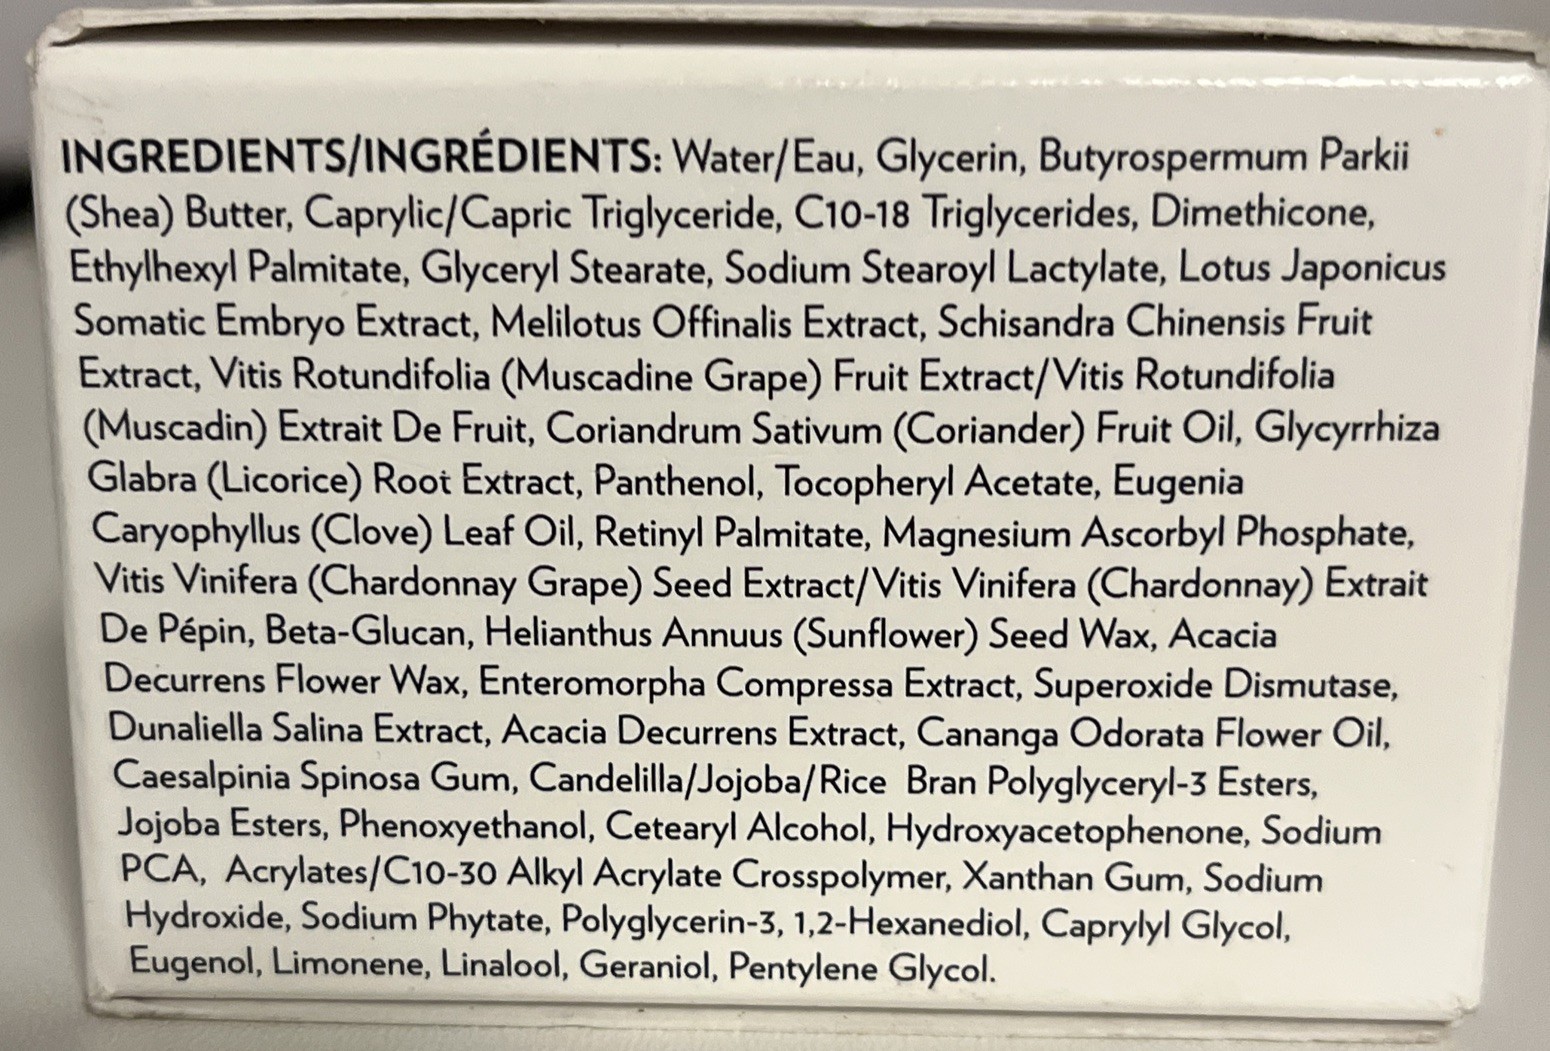 INGREDIENTS/INGRÉDIENTS: Water/Eau, Glycerin, Butyrospermum Parkii
(Shea) Butter, Caprylic/Capric Triglyceride, C10-18 Triglycerides, Dimethicone,
Ethylhexyl Palmitate, Glyceryl Stearate, Sodium Stearoyl Lactylate, Lotus Japonicus
Somatic Embryo Extract, Melilotus Offinalis Extract, Schisandra Chinensis Fruit
Extract, Vitis Rotundifolia (Muscadine Grape) Fruit Extract/Vitis Rotundifolia
(Muscadin) Extrait De Fruit, Coriandrum Sativum (Coriander) Fruit Oil, Glycyrrhiza
Glabra (Licorice) Root Extract, Panthenol, Tocopheryl Acetate, Eugenia
Caryophyllus (Clove) Leaf Oil, Retinyl Palmitate, Magnesium Ascorbyl Phosphate,
Vitis Vinifera (Chardonnay Grape) Seed Extract/Vitis Vinifera (Chardonnay) Extrait
De Pépin, Beta-Glucan, Helianthus Annuus (Sunflower) Seed Wax, Acacia
Decurrens Flower Wax, Enteromorpha Compressa Extract, Superoxide Dismutase,
Dunaliella Salina Extract, Acacia Decurrens Extract, Cananga Odorata Flower Oil,
Caesalpinia Spinosa Gum, Candelilla/Jojoba/Rice Bran Polyglyceryl-3 Esters,
Jojoba Esters, Phenoxyethanol, Cetearyl Alcohol, Hydroxyacetophenone, Sodium
PCA, Acrylates/C10-30 Alkyl Acrylate Crosspolymer, Xanthan Gum, Sodium
Hydroxide, Sodium Phytate, Polyglycerin-3, 1,2-Hexanediol, Caprylyl Glycol,
Eugenol, Limonene, Linalool, Geraniol, Pentylene Glycol.